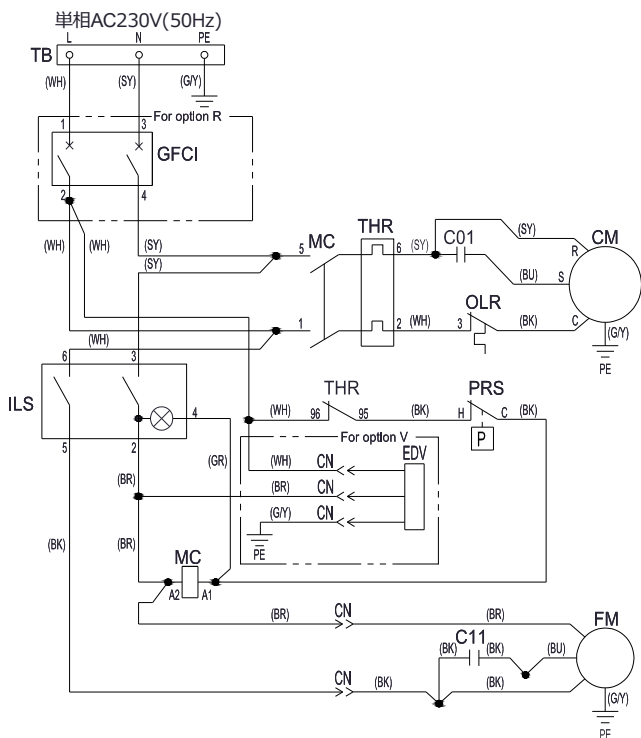 単相AC230V(50Hz)
L N PE
TB
(WH) (SY) (G/Y)
For option R
1 3
GFCI
2 4
(WH) (WH) (SY)
(SY)
5 MC THR 6 (SY) C01 (SY) R CM
(BU) S
OLR
1 2 (WH) 3 (BK) C
(G/Y)
PE
(WH)
6 3
ILS
4
5 2
(GR)
(WH) THR 96 95 (BK) PRS H C (BK)
P
For option V
EDV
(WH) CN
(BR) CN
(G/Y) CN
PE
(BR)
(BK) (BR)
MC
A2 A1
(BR) CN (BR) FM
C11
(BK) (BK) (BU)
CN (BK) (BK)
(G/Y)
PE